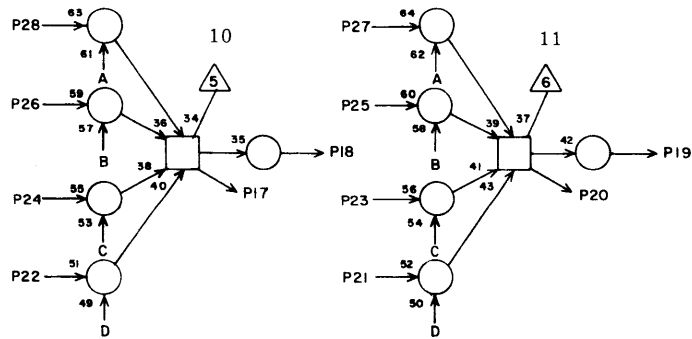 P28 63 10 P27 64 11
61 62
A 5 A 6
P26 59 36 34 P25 60 39 37
57 35 P18 58 42 P19
B 38 B 41
P24 55 40 P17 P23 56 43 P20
53 54
C C
P22 51 P21 52
49 50
D D